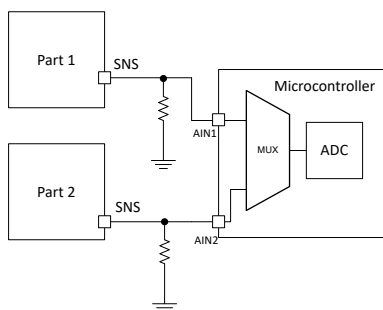 Part 1
SNS
Microcontroller
AIN1
MUX
ADC
Part 2
SNS
AIN2